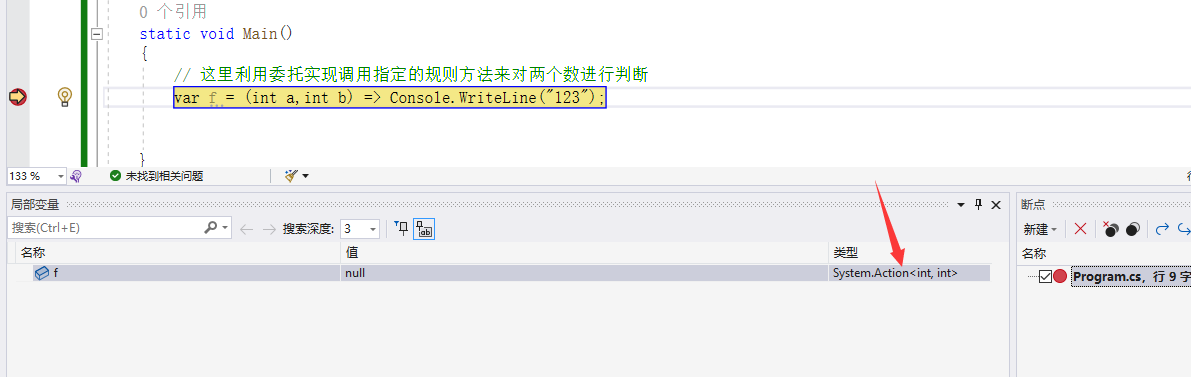 0 个引用
static void Main()
{
// 这里利用委托实现调用指定的规则方法来对两个数进行判断
var f = (int a,int b) => Console.WriteLine("123");
}
133 % 未找到相关问题
局部变量
搜索(Ctrl+E) 搜索深度: 3
名称 值 类型
f null System.Action<int, int>
断点
新建
名称
Program.cs, 行 9 字